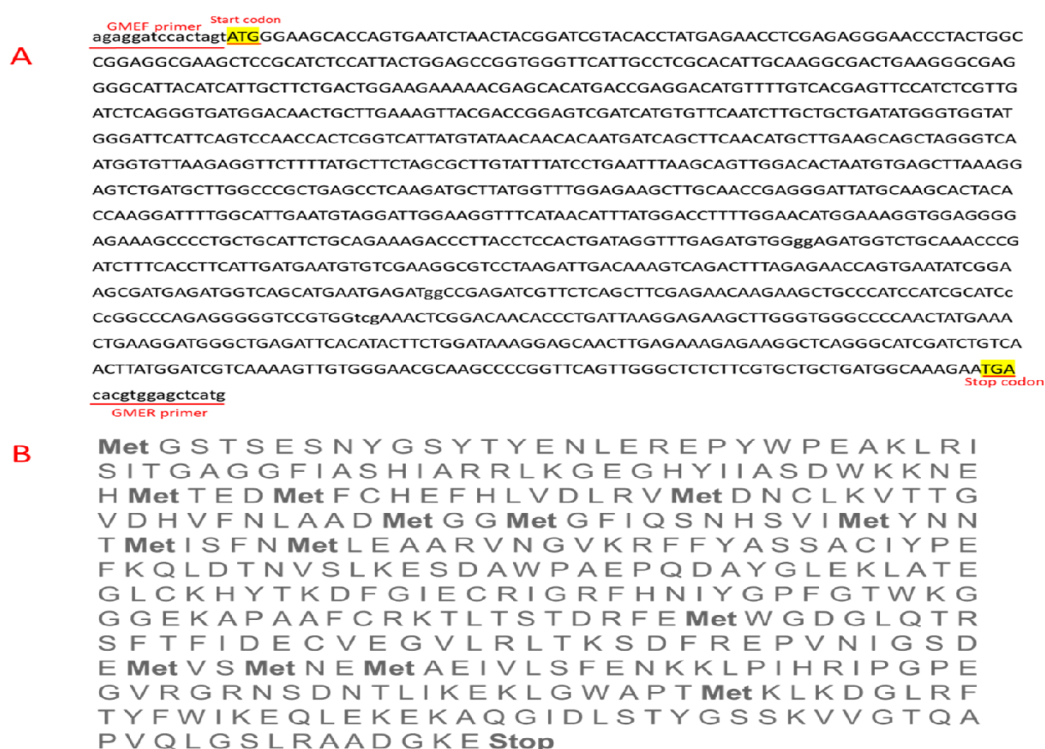 GMEF primer Start codon
agaggatccactagtATGGGAAGCACCAGTGAATCTAACTACGGATCGTACACCTATGAGAACCTCGAGAGGGAACCCTACTGGC
A
CGGAGGCGAAGCTCCGCATCTCCATTACTGGAGCCGGTGGGTTCATTGCCTCGCACATTGCAAGGCGACTGAAGGGCGAG
GGGCATTACATCATTGCTTCTGACTGGAAGAAAAACGAGCACATGACCGAGGACATGTTTTGTCACGAGTTCCATCTCGTTG
ATCTCAGGGTGATGGACAACTGCTTGAAAGTTACGACCGGAGTCGATCATGTGTTCAATCTTGCTGCTGATATGGGTGGTAT
GGGATTCATTCAGTCCAACCACTCGGTCATTATGTATAACAACACAATGATCAGCTTCAACATGCTTGAAGCAGCTAGGGTCA
ATGGTGTTAAGAGGTTCTTTTATGCTTCTAGCGCTTGTATTTATCCTGAATTTAAGCAGTTGGACACTAATGTGAGCTTAAAGG
AGTCTGATGCTTGGCCCGCTGAGCCTCAAGATGCTTATGGTTTGGAGAAGCTTGCAACCGAGGGATTATGCAAGCACTACA
CCAAGGATTTTGGCATTGAATGTAGGATTGGAAGGTTTCATAACATTTATGGACCTTTTGGAACATGGAAAGGTGGAGGGG
AGAAAGCCCCTGCTGCATTCTGCAGAAAGACCCTTACCTCCACTGATAGGTTTGAGATGTGGggAGATGGTCTGCAAACCCG
ATCTTTCACCTTCATTGATGAATGTGTCGAAGGCGTCCTAAGATTGACAAAGTCAGACTTTAGAGAACCAGTGAATATCGGA
AGCGATGAGATGGTCAGCATGAATGAGATggCCGAGATCGTTCTCAGCTTCGAGAACAAGAAGCTGCCCATCCATCGCATCc
CcGGCCCAGAGGGGGTCCGTGGtcgAAACTCGGACAACACCCTGATTAAGGAGAAGCTTGGGTGGGCCCCAACTATGAAA
CTGAAGGATGGGCTGAGATTCACATACTTCTGGATAAAGGAGCAACTTGAGAAAGAGAAGGCTCAGGGCATCGATCTGTCA
ACTTATGGATCGTCAAAAGTTGTGGGAACGCAAGCCCCGGTTCAGTTGGGCTCTCTTCGTGCTGCTGATGGCAAAGAATGA
Stop codon
cacgtggagctcatg
GMER primer
B
Met G S T S E S N Y G S Y T Y E N L E R E P Y W P E A K L R I
S I T G A G G F I A S H I A R R L K G E G H Y I I A S D W K K N E
H Met T E D Met F C H E F H L V D L R V Met D N C L K V T T G
V D H V F N L A A D Met G G Met G F I Q S N H S V I Met Y N N
T Met I S F N Met L E A A R V N G V K R F F Y A S S A C I Y P E
F K Q L D T N V S L K E S D A W P A E P Q D A Y G L E K L A T E
G L C K H Y T K D F G I E C R I G R F H N I Y G P F G T W K G
G G E K A P A A F C R K T L T S T D R F E Met W G D G L Q T R
S F T F I D E C V E G V L R L T K S D F R E P V N I G S D
E Met V S Met N E Met A E I V L S F E N K K L P I H R I P G P E
G V R G R N S D N T L I K E K L G W A P T Met K L K D G L R F
T Y F W I K E Q L E K E K A Q G I D L S T Y G S S K V V G T Q A
P V Q L G S L R A A D G K E Stop